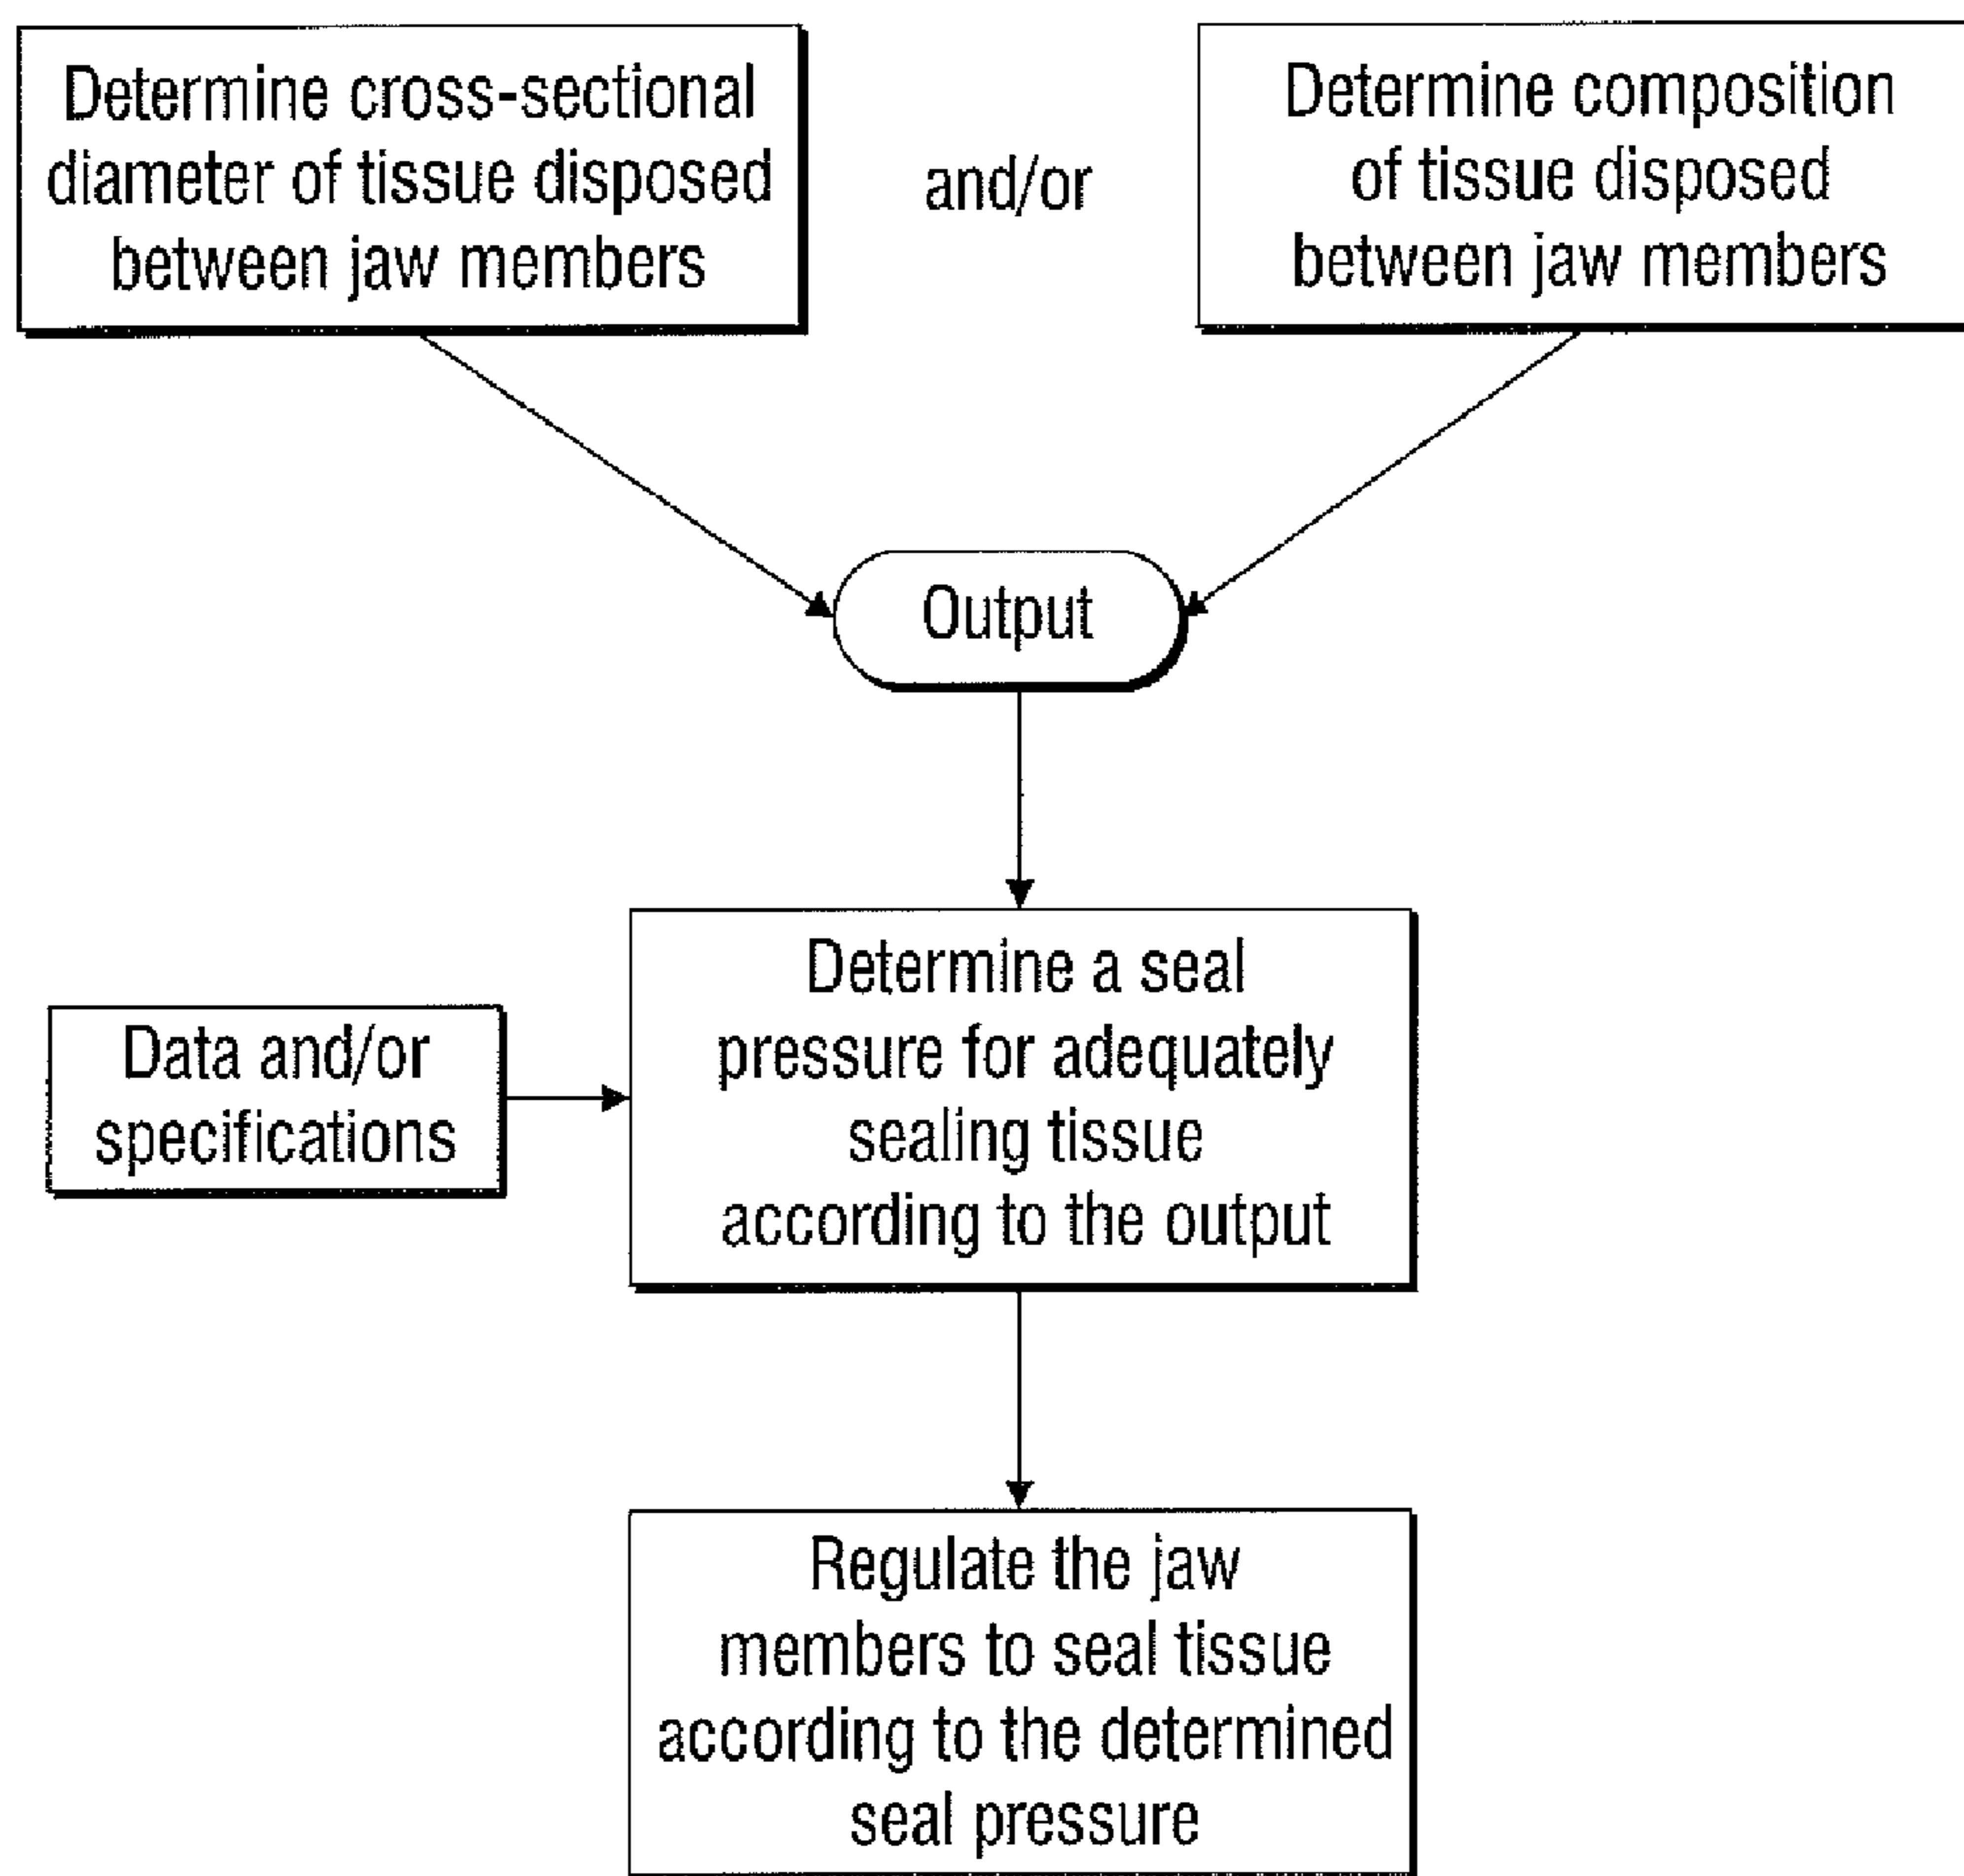 Determine cross-sectional
diameter of tissue disposed
between jaw members
and/or
Determine composition
of tissue disposed
between jaw members
Output
Data and/or
specifications
Determine a seal
pressure for adequately
sealing tissue
according to the output
Regulate the jaw
members to seal tissue
according to the determined
seal pressure